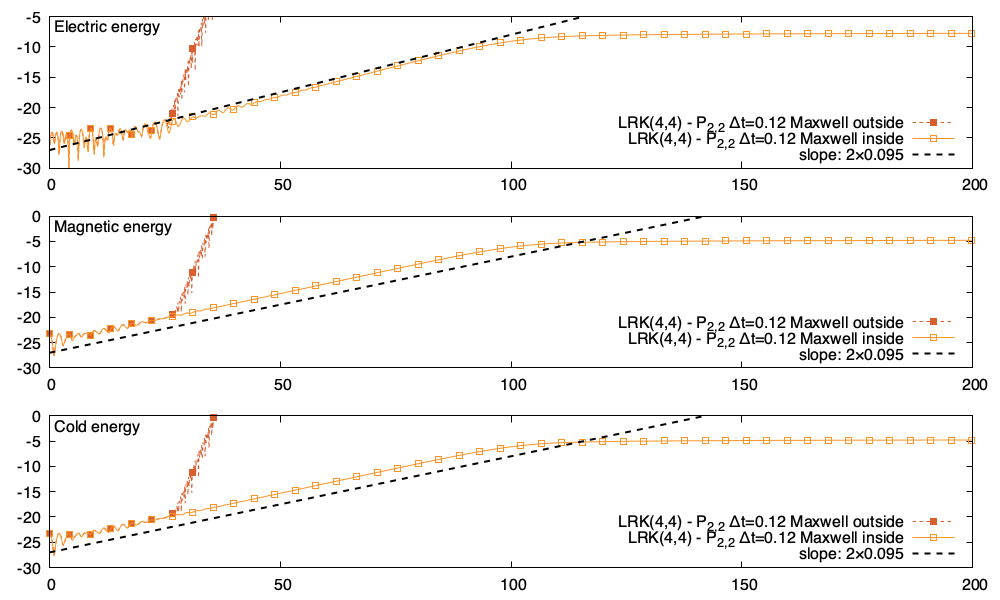 Electric energy
-5
-10
-15
-20
-25
-30
LRK(4,4) - P2,2 Δt=0.12 Maxwell outside
LRK(4,4) - P2,2 Δt=0.12 Maxwell inside
slope: 2×0.095
0 50 100 150 200
Magnetic energy
0
-5
-10
-15
-20
-25
-30
LRK(4,4) - P2,2 Δt=0.12 Maxwell outside
LRK(4,4) - P2,2 Δt=0.12 Maxwell inside
slope: 2×0.095
0 50 100 150 200
Cold energy
0
-5
-10
-15
-20
-25
-30
LRK(4,4) - P2,2 Δt=0.12 Maxwell outside
LRK(4,4) - P2,2 Δt=0.12 Maxwell inside
slope: 2×0.095
0 50 100 150 200